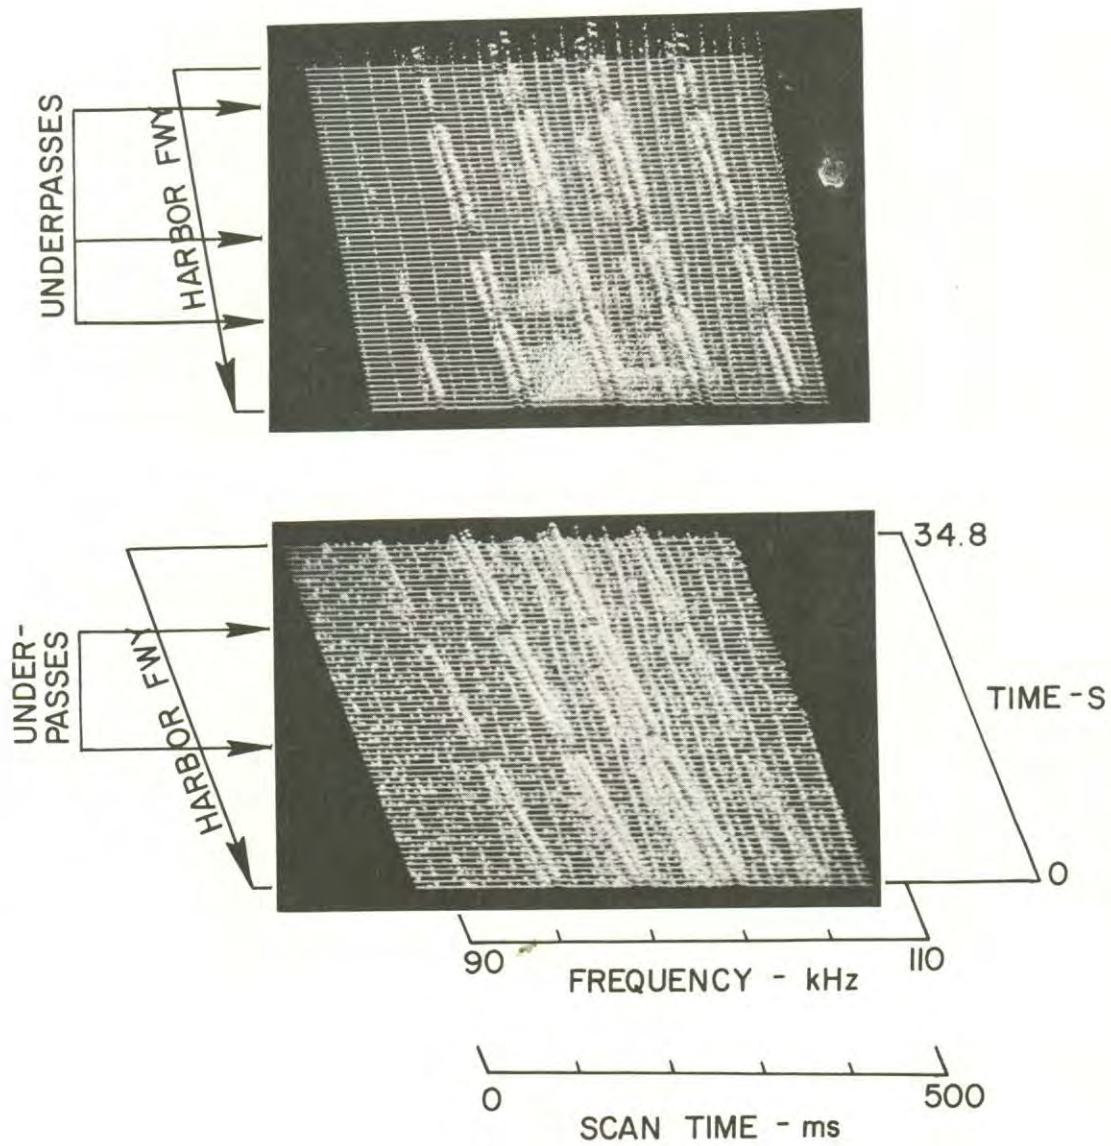 UNDERPASSES
HARBOR FWY
UNDER-
PASSES
HARBOR FWY
34.8
TIME - S
0
90
110
FREQUENCY - kHz
0
500
SCAN TIME - ms